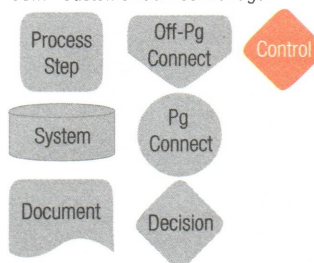 Process
Step
Off-Pg
Connect
Control
System
Pg
Connect
Document
Decision